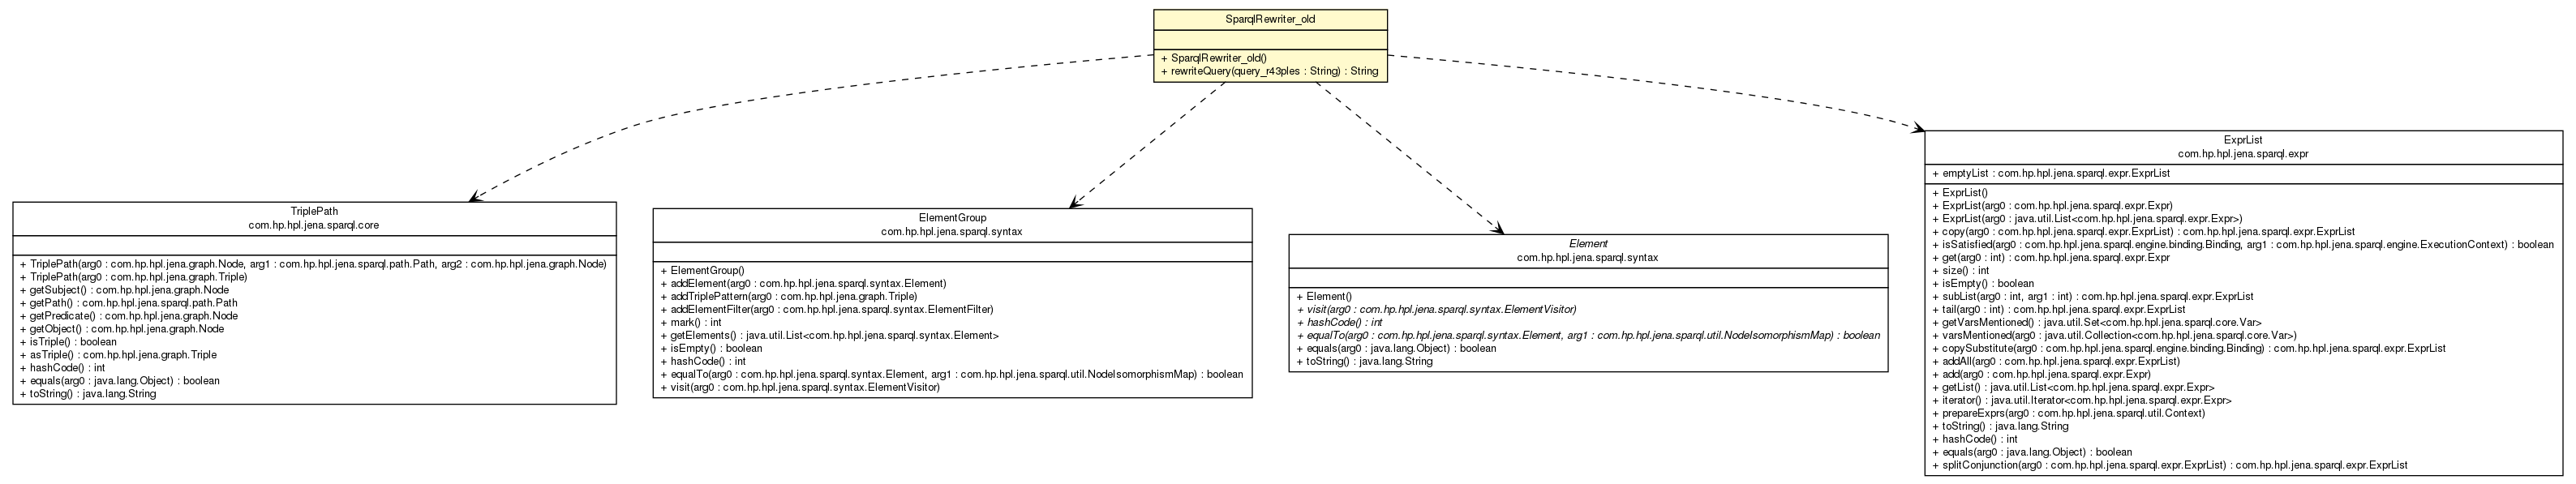 SparqlRewriter_old
+ SparqlRewriter_old()
+ rewriteQuery(query_r43ples : String) : String
TriplePath
com.hp.hpl.jena.sparql.core
+ TriplePath(arg0 : com.hp.hpl.jena.graph.Node, arg1 : com.hp.hpl.jena.sparql.path.Path, arg2 : com.hp.hpl.jena.graph.Node)
+ TriplePath(arg0 : com.hp.hpl.jena.graph.Triple)
+ getSubject() : com.hp.hpl.jena.graph.Node
+ getPath() : com.hp.hpl.jena.sparql.path.Path
+ getPredicate() : com.hp.hpl.jena.graph.Node
+ getObject() : com.hp.hpl.jena.graph.Node
+ isTriple() : boolean
+ asTriple() : com.hp.hpl.jena.graph.Triple
+ hashCode() : int
+ equals(arg0 : java.lang.Object) : boolean
+ toString() : java.lang.String
ElementGroup
com.hp.hpl.jena.sparql.syntax
+ ElementGroup()
+ addElement(arg0 : com.hp.hpl.jena.sparql.syntax.Element)
+ addTriplePattern(arg0 : com.hp.hpl.jena.graph.Triple)
+ addElementFilter(arg0 : com.hp.hpl.jena.sparql.syntax.ElementFilter)
+ mark() : int
+ getElements() : java.util.List<com.hp.hpl.jena.sparql.syntax.Element>
+ isEmpty() : boolean
+ hashCode() : int
+ equalTo(arg0 : com.hp.hpl.jena.sparql.syntax.Element, arg1 : com.hp.hpl.jena.sparql.util.NodeIsomorphismMap) : boolean
+ visit(arg0 : com.hp.hpl.jena.sparql.syntax.ElementVisitor)
Element
com.hp.hpl.jena.sparql.syntax
+ Element()
+ visit(arg0 : com.hp.hpl.jena.sparql.syntax.ElementVisitor)
+ hashCode() : int
+ equalTo(arg0 : com.hp.hpl.jena.sparql.syntax.Element, arg1 : com.hp.hpl.jena.sparql.util.NodeIsomorphismMap) : boolean
+ equals(arg0 : java.lang.Object) : boolean
+ toString() : java.lang.String
ExprList
com.hp.hpl.jena.sparql.expr
+ emptyList : com.hp.hpl.jena.sparql.expr.ExprList
+ ExprList()
+ ExprList(arg0 : com.hp.hpl.jena.sparql.expr.Expr)
+ ExprList(arg0 : java.util.List<com.hp.hpl.jena.sparql.expr.Expr>)
+ copy(arg0 : com.hp.hpl.jena.sparql.expr.ExprList) : com.hp.hpl.jena.sparql.expr.ExprList
+ isSatisfied(arg0 : com.hp.hpl.jena.sparql.engine.binding.Binding, arg1 : com.hp.hpl.jena.sparql.engine.ExecutionContext) : boolean
+ get(arg0 : int) : com.hp.hpl.jena.sparql.expr.Expr
+ size() : int
+ isEmpty() : boolean
+ subList(arg0 : int, arg1 : int) : com.hp.hpl.jena.sparql.expr.ExprList
+ tail(arg0 : int) : com.hp.hpl.jena.sparql.expr.ExprList
+ getVarsMentioned() : java.util.Set<com.hp.hpl.jena.sparql.core.Var>
+ varsMentioned(arg0 : java.util.Collection<com.hp.hpl.jena.sparql.core.Var>)
+ copySubstitute(arg0 : com.hp.hpl.jena.sparql.engine.binding.Binding) : com.hp.hpl.jena.sparql.expr.ExprList
+ addAll(arg0 : com.hp.hpl.jena.sparql.expr.ExprList)
+ add(arg0 : com.hp.hpl.jena.sparql.expr.Expr)
+ getList() : java.util.List<com.hp.hpl.jena.sparql.expr.Expr>
+ iterator() : java.util.Iterator<com.hp.hpl.jena.sparql.expr.Expr>
+ prepareExprs(arg0 : com.hp.hpl.jena.sparql.util.Context)
+ toString() : java.lang.String
+ hashCode() : int
+ equals(arg0 : java.lang.Object) : boolean
+ splitConjunction(arg0 : com.hp.hpl.jena.sparql.expr.ExprList) : com.hp.hpl.jena.sparql.expr.ExprList